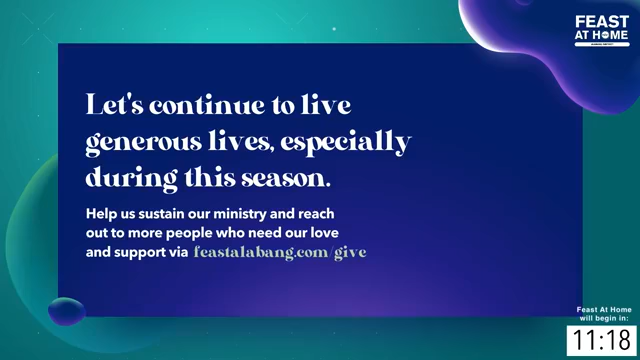 FEAST
AT HOME
Let's continue to live
generous lives, especially
during this season.
Help us sustain our ministry and reach
out to more people who need our love
and support via feastalabang.com/give
Feast At Home
will begin in:
11:18